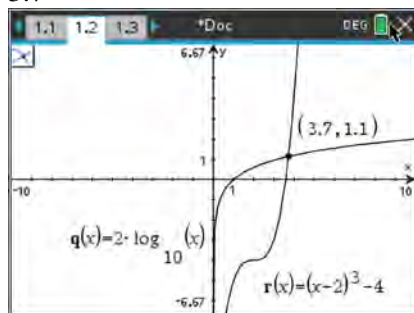 1.1 1.2 1.3 *Doc DEG
6.67 y
(3.7,1.1)
1
x
-10 1 10
q(x)=2·log₁₀(x)
r(x)=(x-2)³-4
-6.67